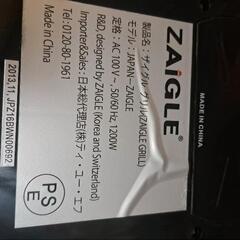 ZAIGLE®
製品名：ザイグル グリル(ZAIGLE GRILL)
モデル：JAPAN－ZAIGLE
定格：AC100V , 50/60Hz, 1200W
R&D, designed by ZAIGLE (Korea and Switzerland)
Importer&Sales : 日本総代理店(株)ティ・ユー・エフ
Tel : 0120-80-1961
Made in China
2013.11. JPZ16BWN00692
PS
E
MADE IN CHINA